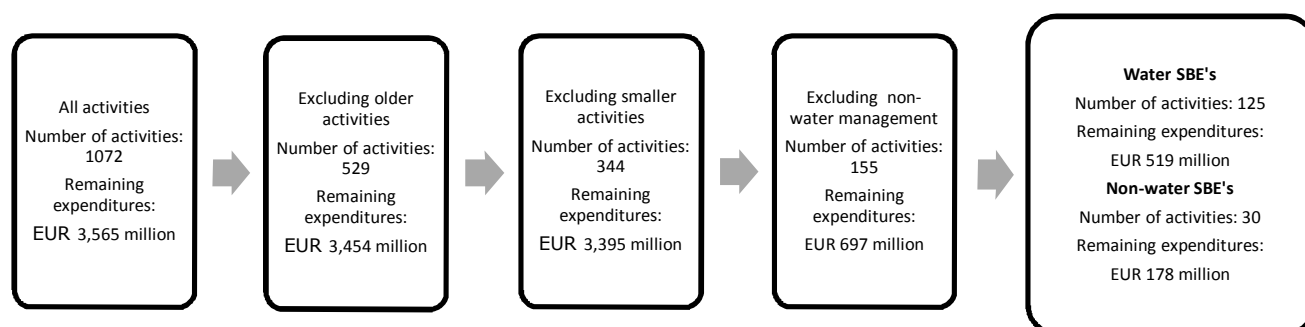 All activities
Number of activities:
1072
Remaining
expenditures:
EUR 3,565 million
Excluding older
activities
Number of activities:
529
Remaining
expenditures:
EUR 3,454 million
Excluding smaller
activities
Number of activities:
344
Remaining
expenditures:
EUR 3,395 million
Excluding non-
water management
Number of activities:
155
Remaining
expenditures:
EUR 697 million
Water SBE's
Number of activities: 125
Remaining expenditures:
EUR 519 million
Non-water SBE's
Number of activities: 30
Remaining expenditures:
EUR 178 million